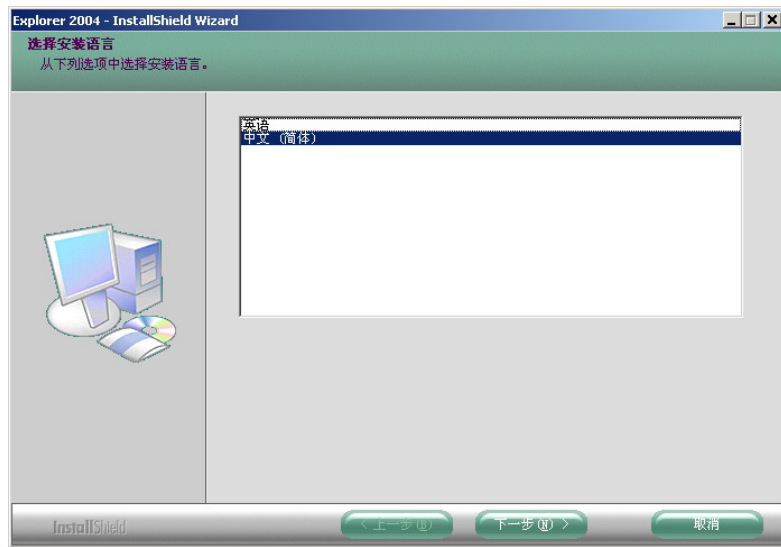 Explorer 2004 - InstallShield Wizard
选择安装语言
从下列选项中选择安装语言。
英语
中文 (简体)
InstallShield
< 上一步(B)
下一步(N) >
取消